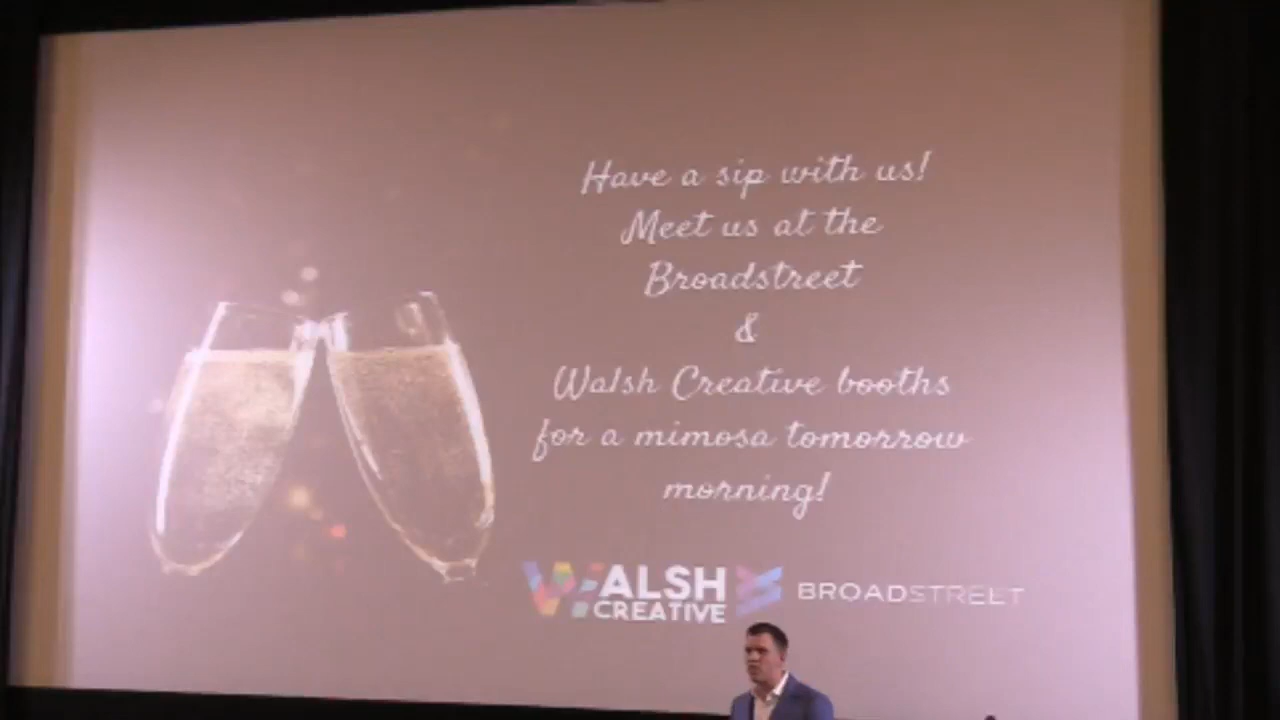 Have a sip with us!
Meet us at the
Broadstreet
&
Walsh Creative booths
for a mimosa tomorrow
morning!
WALSH
CREATIVE
BROADSTREET